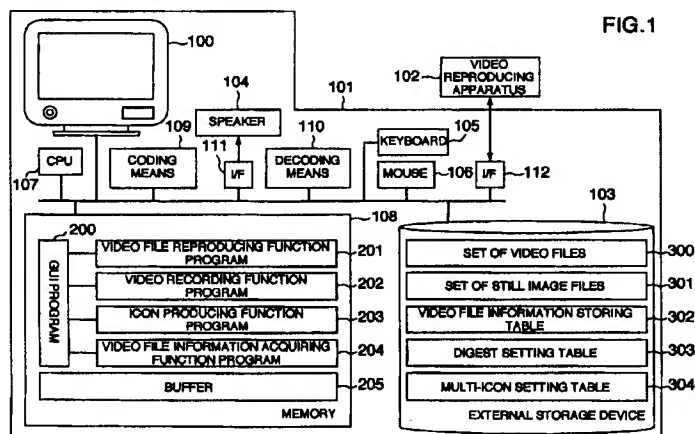 FIG.1
100
102
VIDEO
REPRODUCING
APPARATUS
101
104
SPEAKER
109
110
105
KEYBOARD
CPU
107
CODING
MEANS
111
I/F
DECODING
MEANS
MOUSE
106
I/F
112
108
103
200
GUI PROGRAM
VIDEO FILE REPRODUCING FUNCTION
PROGRAM
201
VIDEO RECORDING FUNCTION
PROGRAM
202
ICON PRODUCING FUNCTION
PROGRAM
203
VIDEO FILE INFORMATION ACQUIRING
FUNCTION PROGRAM
204
BUFFER
205
MEMORY
SET OF VIDEO FILES
300
SET OF STILL IMAGE FILES
301
VIDEO FILE INFORMATION STORING
TABLE
302
DIGEST SETTING TABLE
303
MULTI-ICON SETTING TABLE
304
EXTERNAL STORAGE DEVICE